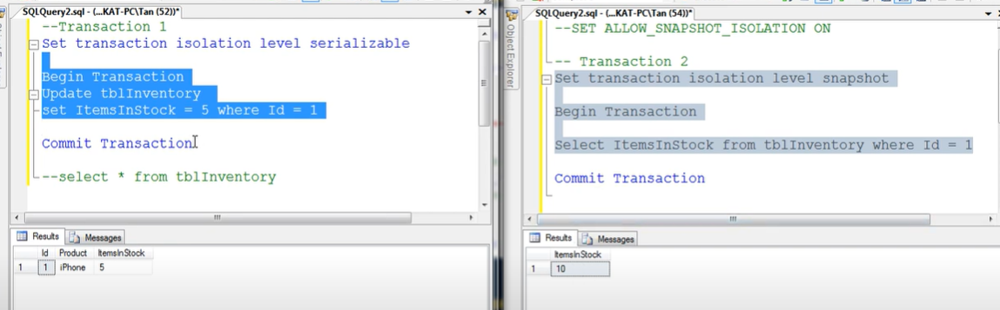 SQLQuery2.sql - (...KAT-PC\Tan (52))*
--Transaction 1
Set transaction isolation level serializable
Begin Transaction
Update tblInventory
set ItemsInStock = 5 where Id = 1
Commit Transaction
--select * from tblInventory
Results Messages
Id Product ItemsInStock
1 1 iPhone 5
SQLQuery2.sql - (...KAT-PC\Tan (54))*
Object Explorer
--SET ALLOW_SNAPSHOT_ISOLATION ON
-- Transaction 2
Set transaction isolation level snapshot
Begin Transaction
Select ItemsInStock from tblInventory where Id = 1
Commit Transaction
Results Messages
ItemsInStock
1 10